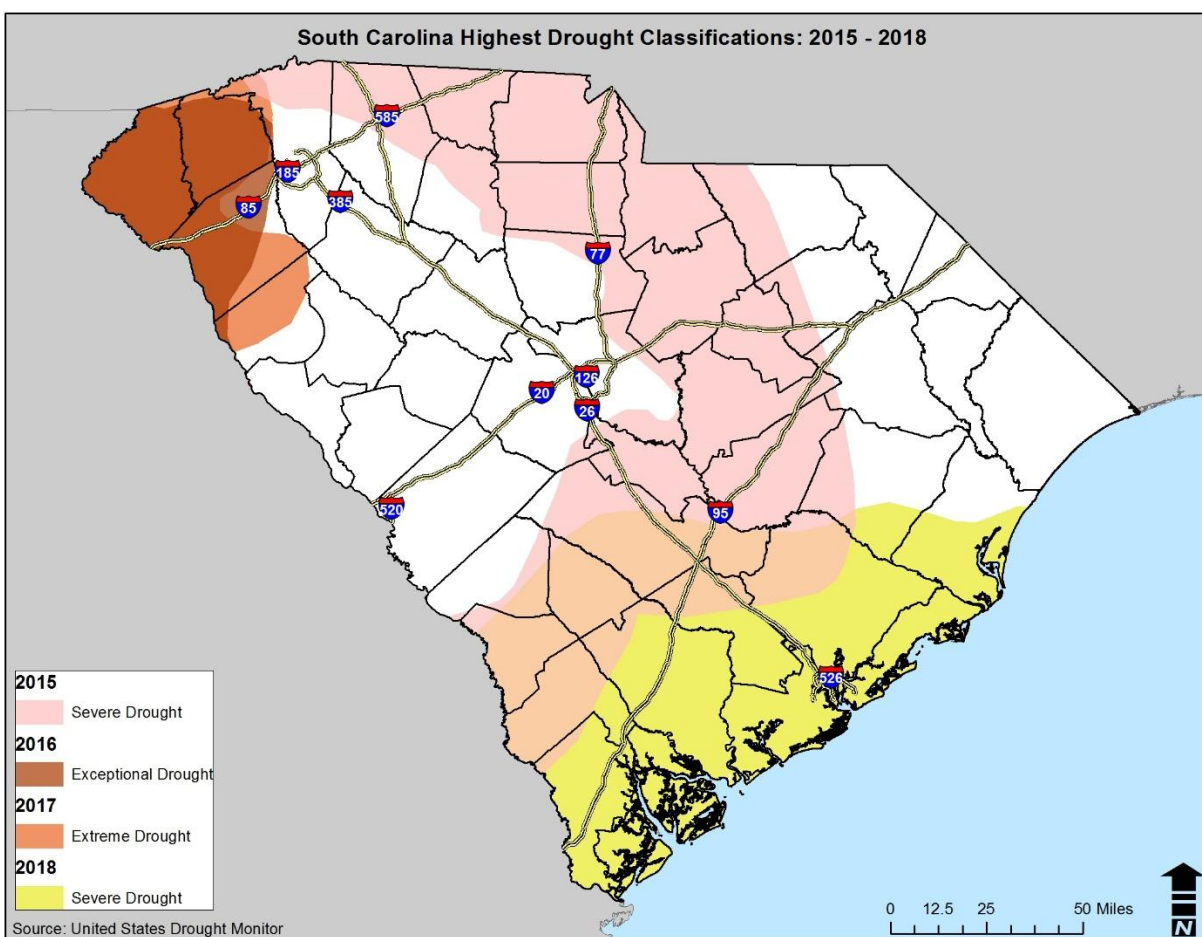 South Carolina Highest Drought Classifications: 2015 - 2018
585
185
85
385
77
126
20
26
520
95
526
2015
Severe Drought
2016
Exceptional Drought
2017
Extreme Drought
2018
Severe Drought
Source: United States Drought Monitor
0 12.5 25 50 Miles
N